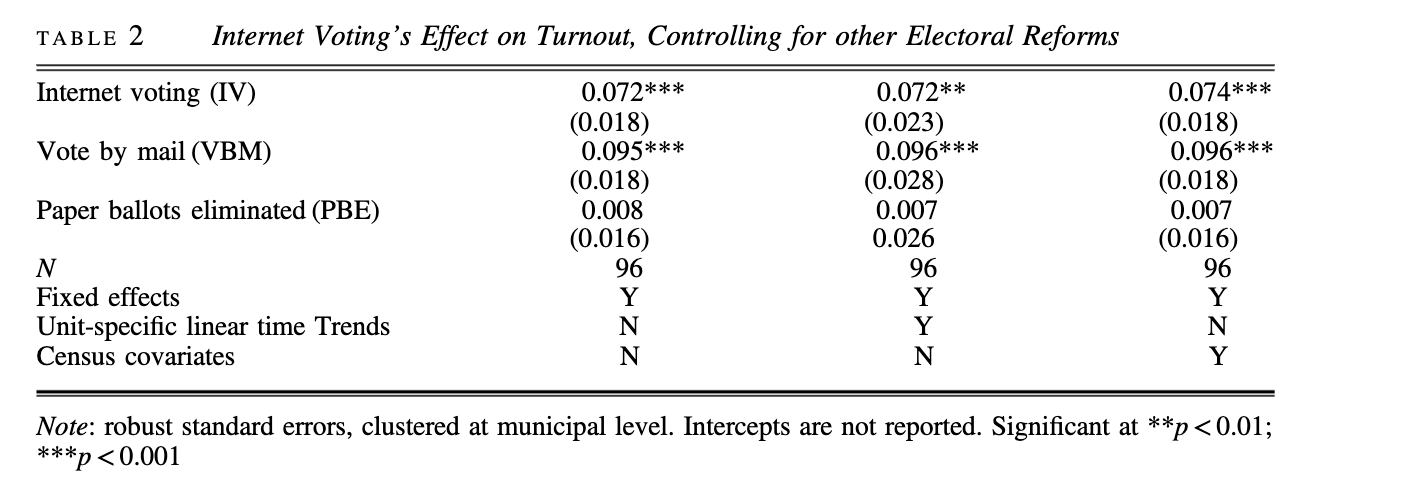 TABLE 2 Internet Voting's Effect on Turnout, Controlling for other Electoral Reforms
Internet voting (IV) 0.072*** 0.072** 0.074***
(0.018) (0.023) (0.018)
Vote by mail (VBM) 0.095*** 0.096*** 0.096***
(0.018) (0.028) (0.018)
Paper ballots eliminated (PBE) 0.008 0.007 0.007
(0.016) 0.026 (0.016)
N 96 96 96
Fixed effects Y Y Y
Unit-specific linear time Trends N Y N
Census covariates N N Y
Note: robust standard errors, clustered at municipal level. Intercepts are not reported. Significant at **p < 0.01;
***p < 0.001